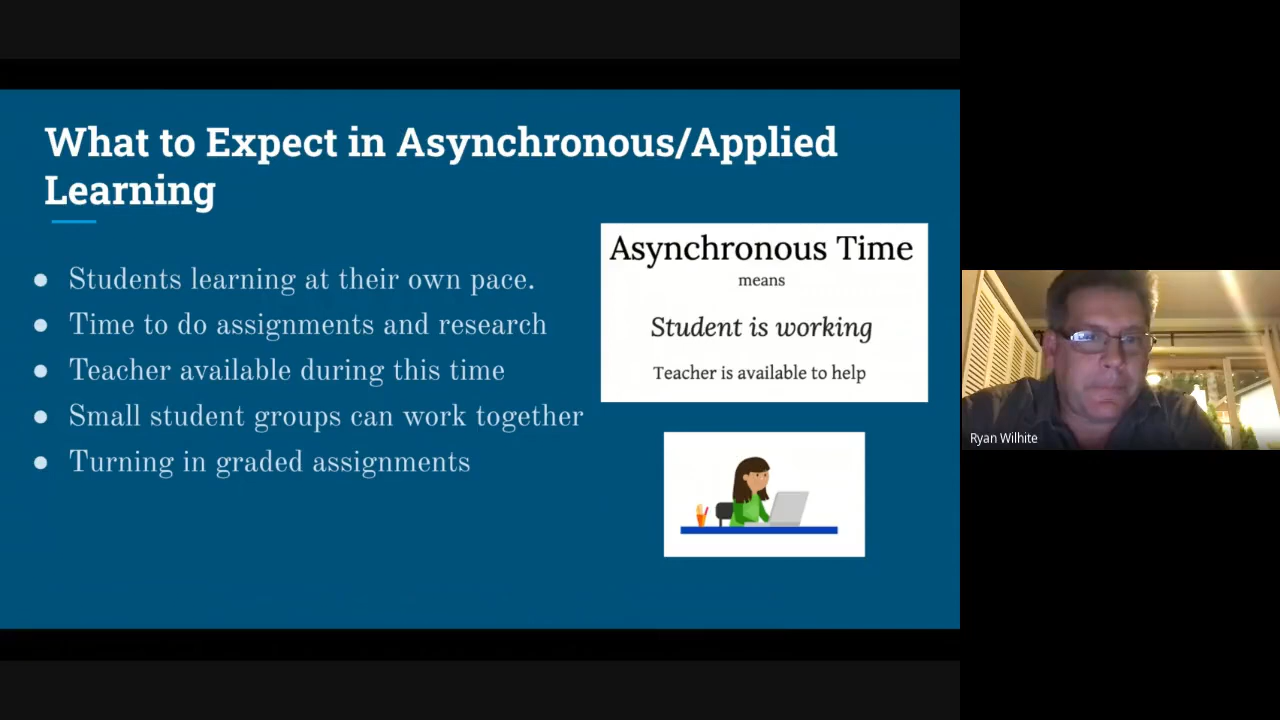 What to Expect in Asynchronous/Applied
Learning
● Students learning at their own pace.
● Time to do assignments and research
● Teacher available during this time
● Small student groups can work together
● Turning in graded assignments
Asynchronous Time
means
Student is working
Teacher is available to help
Ryan Wilhite